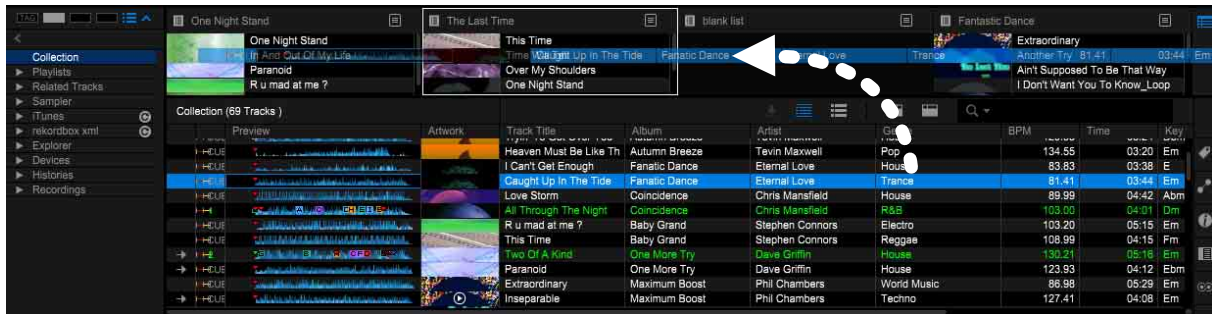 TAG
One Night Stand
The Last Time
blank list
Fantastic Dance
One Night Stand
This Time
Extraordinary
In And Out Of My Life
Time Caught Up In The Tide Fanatic Dance Eternal Love Trance
Another Try 81.41 03:44 Em
Paranoid
Over My Shoulders
Ain't Supposed To Be That Way
R u mad at me ?
One Night Stand
I Don't Want You To Know_Loop
Collection
Playlists
Related Tracks
Sampler
iTunes
rekordbox xml
Explorer
Devices
Histories
Recordings
Collection (69 Tracks )
Preview Artwork Track Title Album Artist BPM Time Key
Heaven Must Be Like Th Autumn Breeze Tevin Maxwell Pop 134.55 03:20 Em
I Can't Get Enough Fanatic Dance Eternal Love House 83.83 03:38 E
Caught Up In The Tide Fanatic Dance Eternal Love Trance 81.41 03:44 Em
Love Storm Coincidence Chris Mansfield House 89.99 04:42 Abm
All Through The Night Coincidence Chris Mansfield R&B 103.00 04:01 Dm
R u mad at me ? Baby Grand Stephen Connors Electro 103.20 05:15 Em
This Time Baby Grand Stephen Connors Reggae 108.99 04:15 Fm
Two Of A Kind One More Try Dave Griffin House 130.21 05:16 Em
Paranoid One More Try Dave Griffin House 123.93 04:12 Ebm
Extraordinary Maximum Boost Phil Chambers World Music 86.98 05:29 Em
Inseparable Maximum Boost Phil Chambers Techno 127.41 04:08 Em